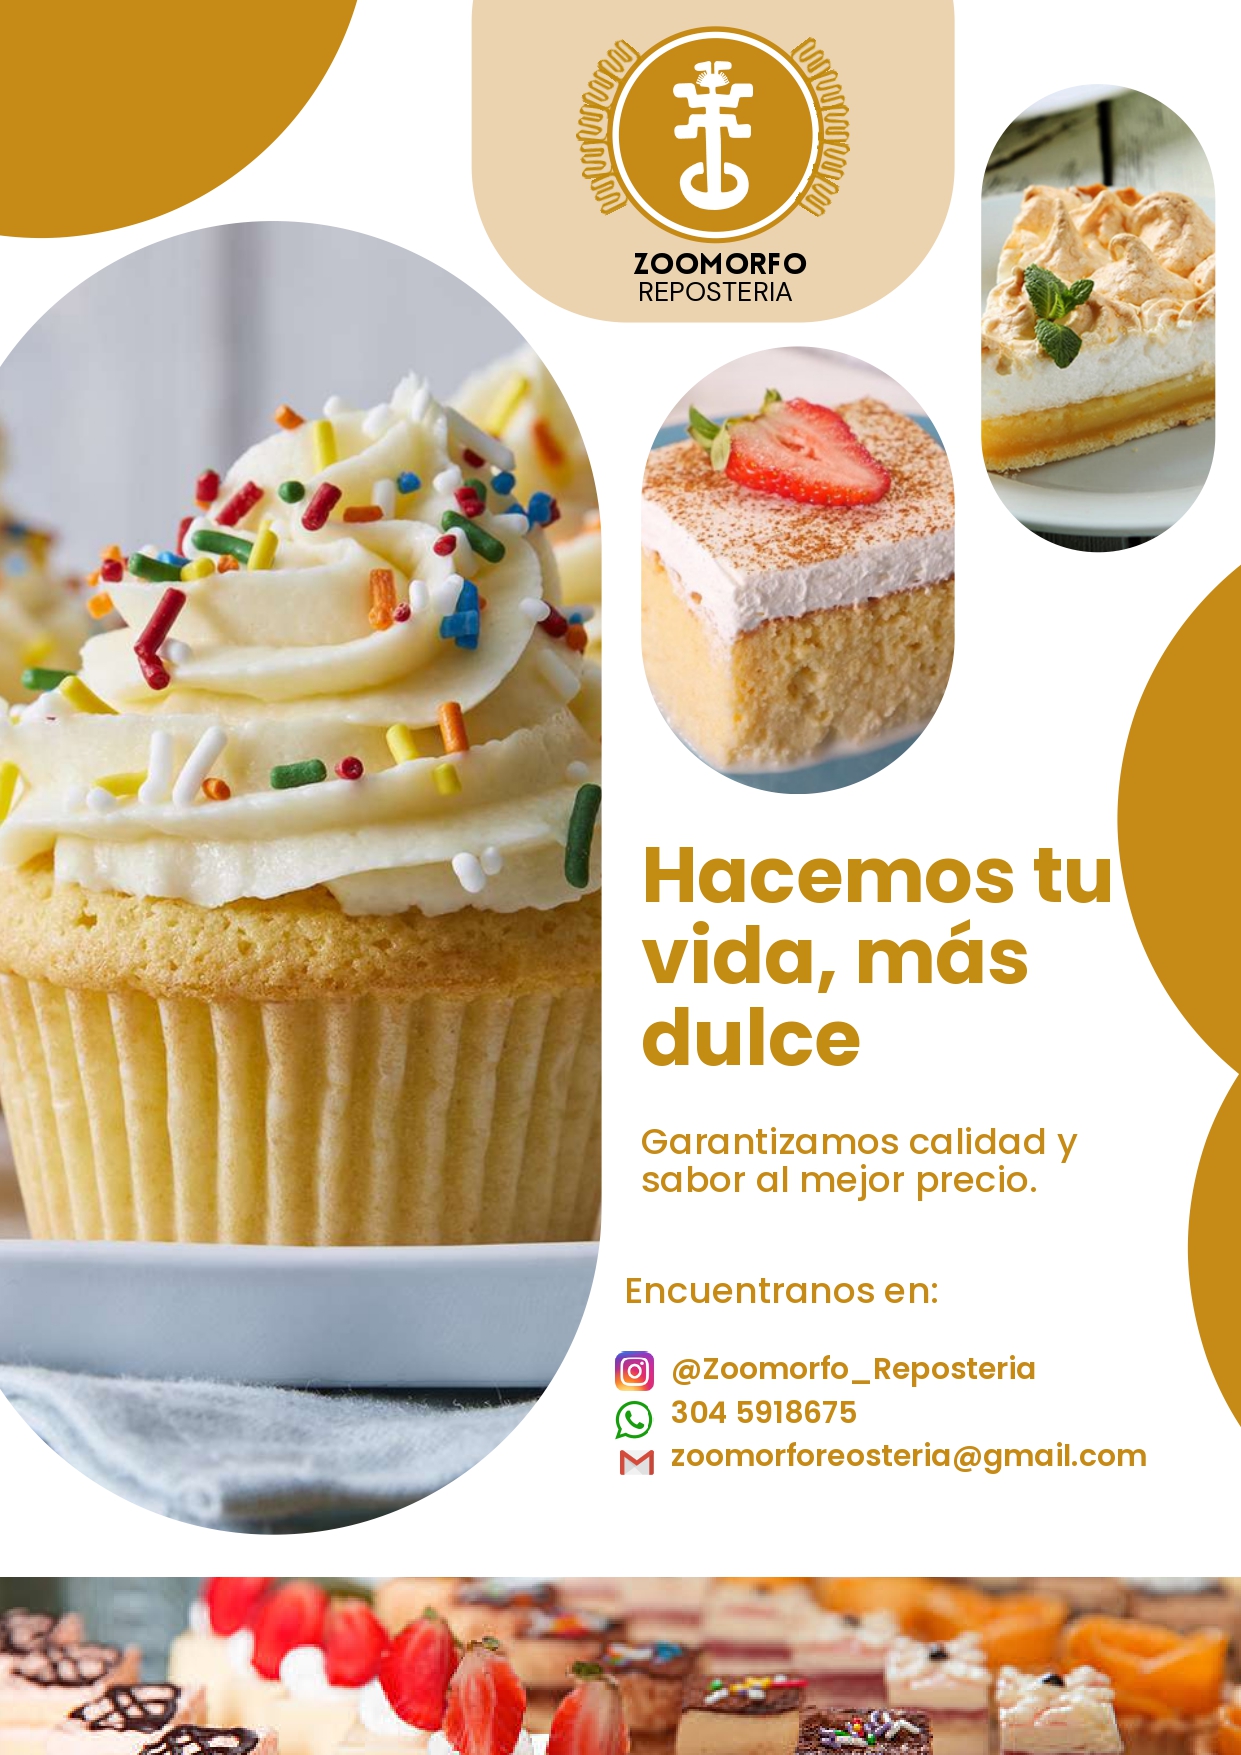 ZOOMORFO
REPOSTERIA
Hacemos tu
vida, más
dulce
Garantizamos calidad y
sabor al mejor precio.
Encuentranos en:
@Zoomorfo_Reposteria
304 5918675
zoomorforeosteria@gmail.com